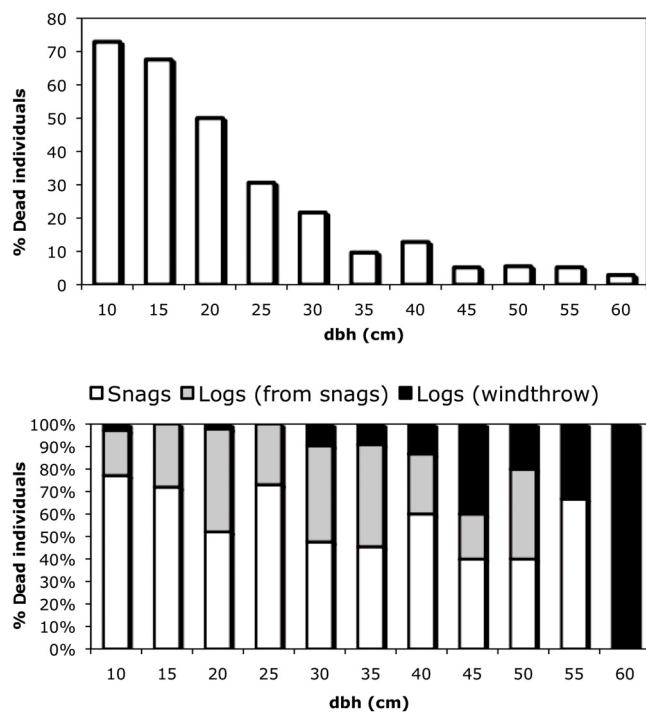 80
70
60
50
40
30
20
10
0
% Dead individuals
10 15 20 25 30 35 40 45 50 55 60
dbh (cm)
Snags Logs (from snags) Logs (windthrow)
100%
90%
80%
70%
60%
50%
40%
30%
20%
10%
0%
% Dead individuals
10 15 20 25 30 35 40 45 50 55 60
dbh (cm)